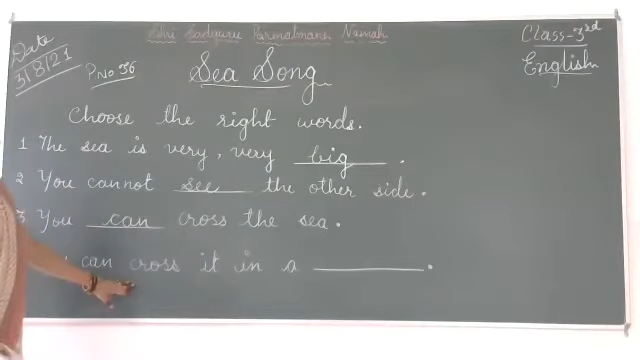 Shri Sadguru Parmatmane Namah
Class-3rd
Date
3/8/21
P No 36
Sea Song
English
Choose the right words.
1 The sea is very, very big.
2 You cannot see the other side.
3 You can cross the sea.
can cross it in a ________.